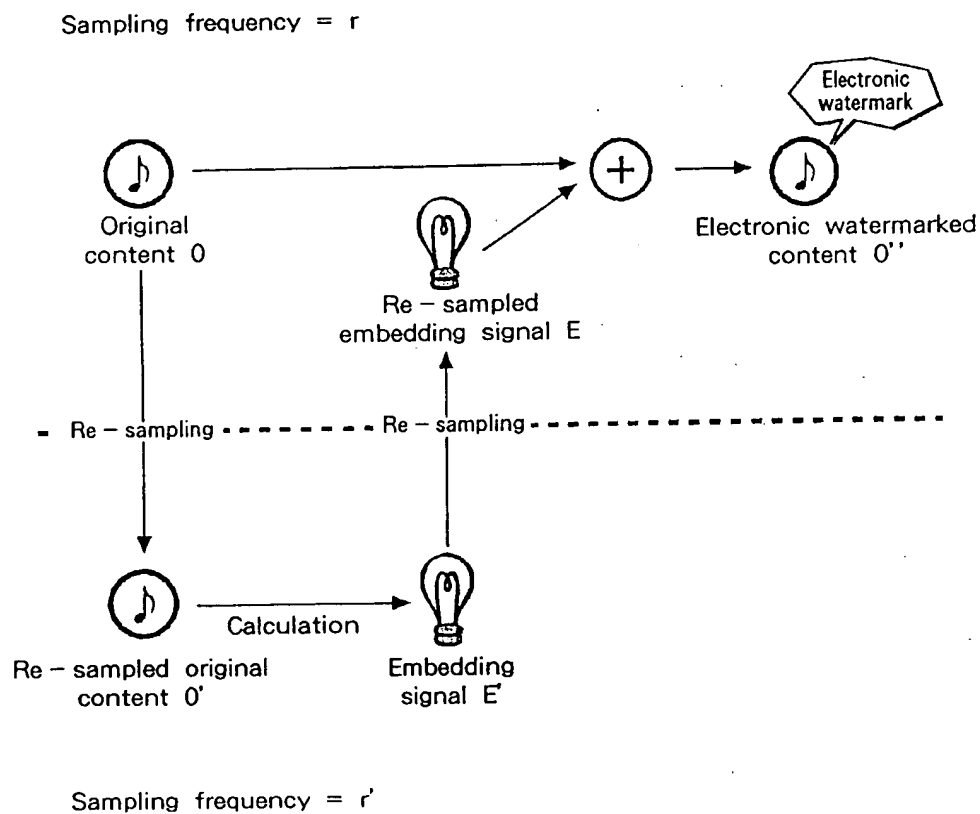 Sampling frequency = r
Electronic
watermark
+
Original
content O
Electronic watermarked
content O''
Re - sampled
embedding signal E
Re - sampling
Re - sampling
Calculation
Re - sampled original
content O'
Embedding
signal E'
Sampling frequency = r'